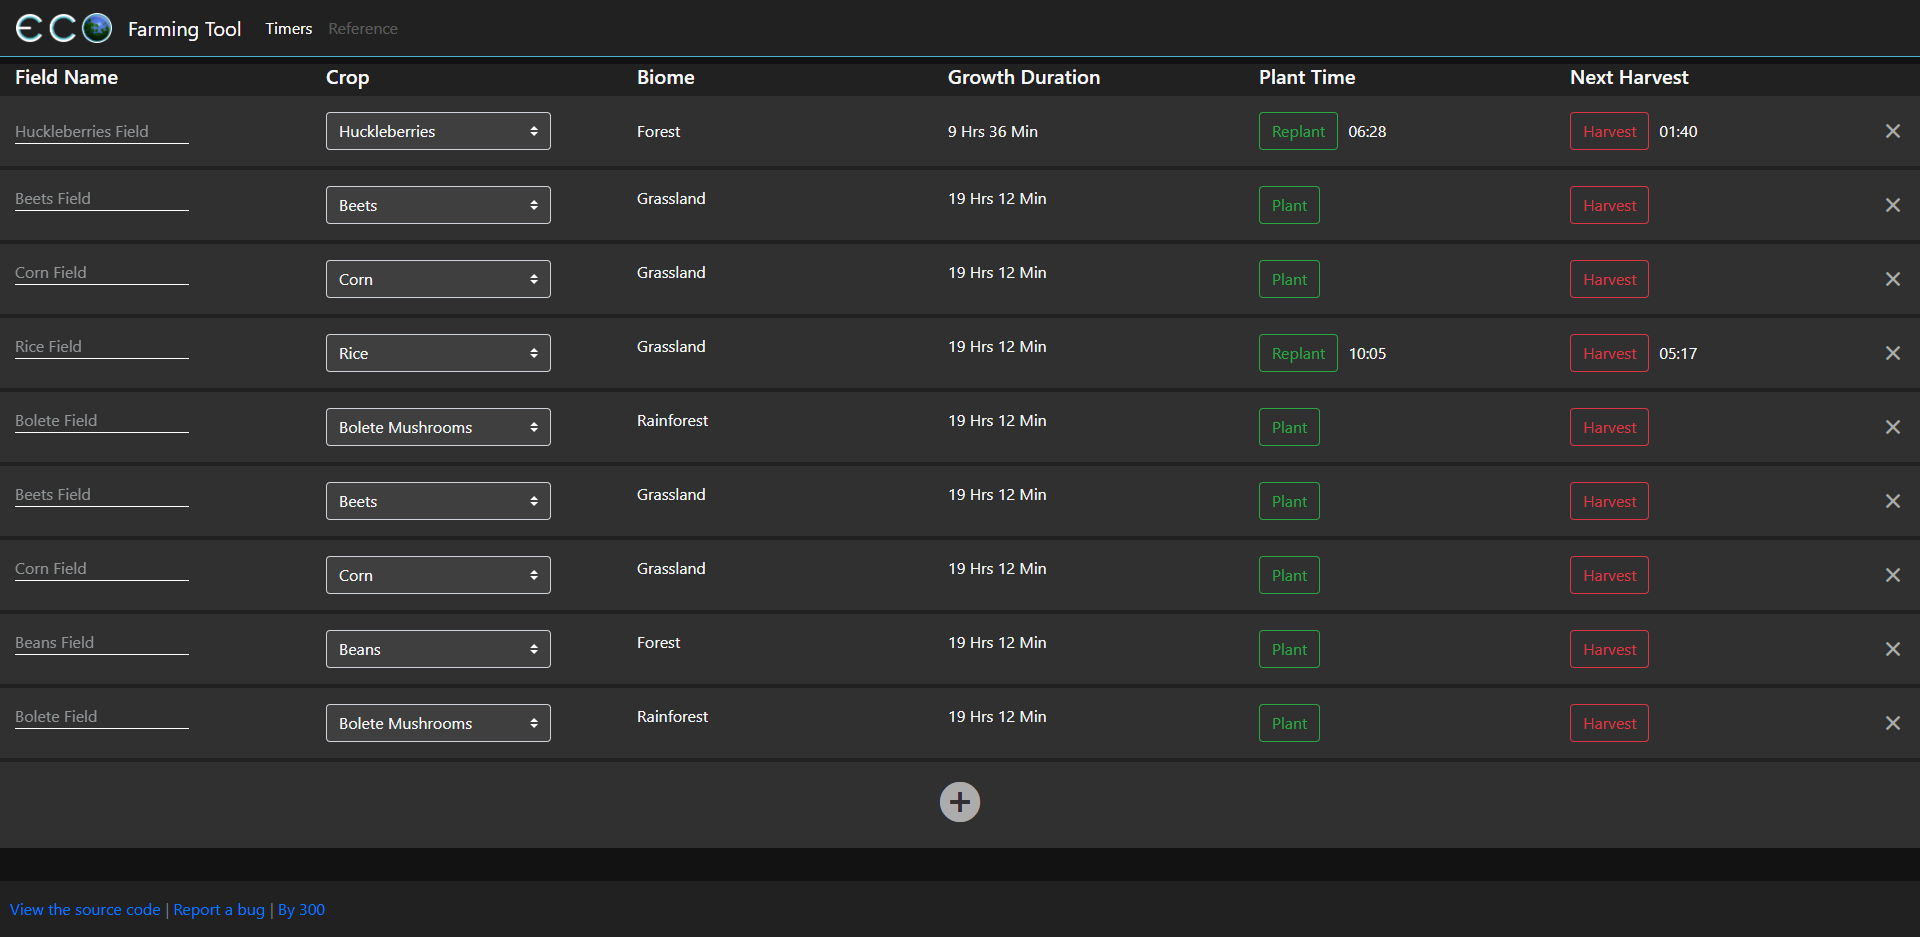 ECO Farming Tool Timers Reference
Field Name Crop Biome Growth Duration Plant Time Next Harvest
Huckleberries Field Huckleberries Forest 9 Hrs 36 Min Replant 06:28 Harvest 01:40
Beets Field Beets Grassland 19 Hrs 12 Min Plant Harvest
Corn Field Corn Grassland 19 Hrs 12 Min Plant Harvest
Rice Field Rice Grassland 19 Hrs 12 Min Replant 10:05 Harvest 05:17
Bolete Field Bolete Mushrooms Rainforest 19 Hrs 12 Min Plant Harvest
Beets Field Beets Grassland 19 Hrs 12 Min Plant Harvest
Corn Field Corn Grassland 19 Hrs 12 Min Plant Harvest
Beans Field Beans Forest 19 Hrs 12 Min Plant Harvest
Bolete Field Bolete Mushrooms Rainforest 19 Hrs 12 Min Plant Harvest
View the source code | Report a bug | By 300